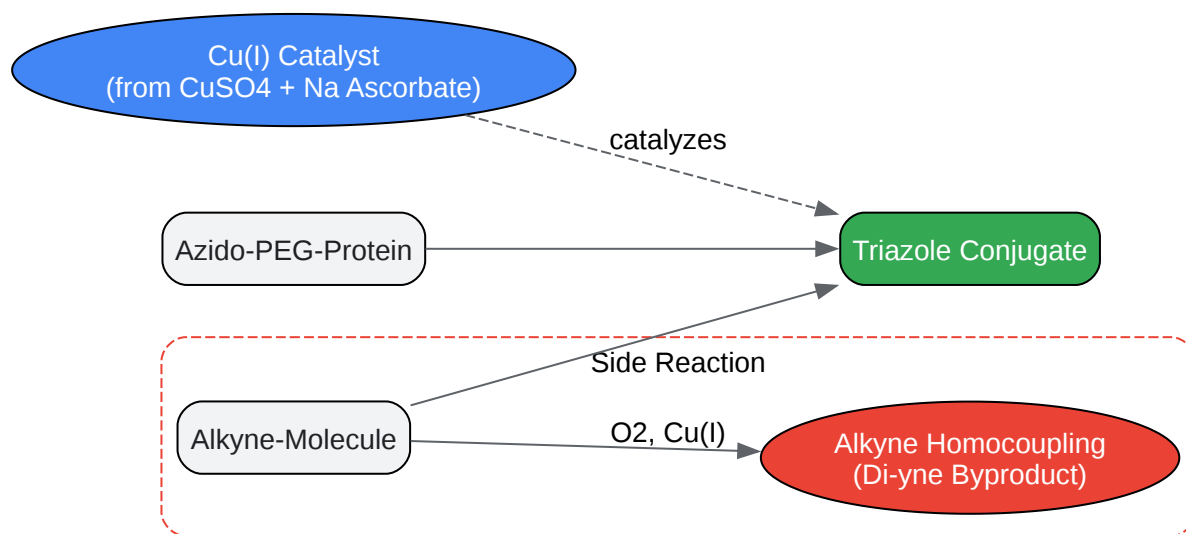 Cu(I) Catalyst
(from CuSO4 + Na Ascorbate)
catalyzes
Azido-PEG-Protein
Triazole Conjugate
Side Reaction
Alkyne-Molecule
O2, Cu(I)
Alkyne Homocoupling
(Di-yne Byproduct)